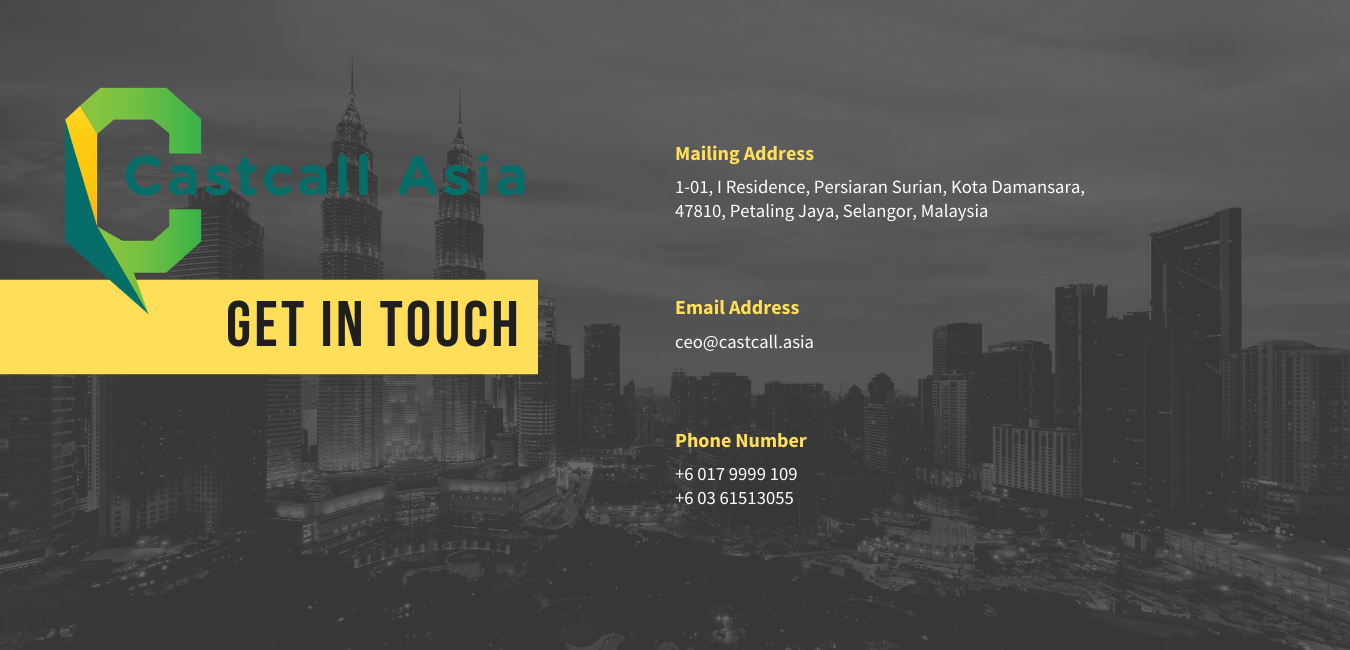 Castcall Asia
GET IN TOUCH
Mailing Address
1-01, I Residence, Persiaran Surian, Kota Damansara,
47810, Petaling Jaya, Selangor, Malaysia
Email Address
ceo@castcall.asia
Phone Number
+6 017 9999 109
+6 03 61513055